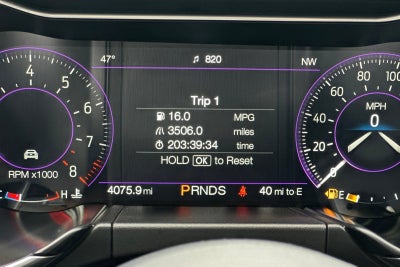 47° ♫ 820 NW
Trip 1
16.0 MPG
3506.0 miles
203:39:34 time
HOLD OK to Reset
4 5 6 7 8
RPM x1000
H
4075.9 mi PRNDS 40 mi to E
100 80 60 40 20 0
MPH
0
E